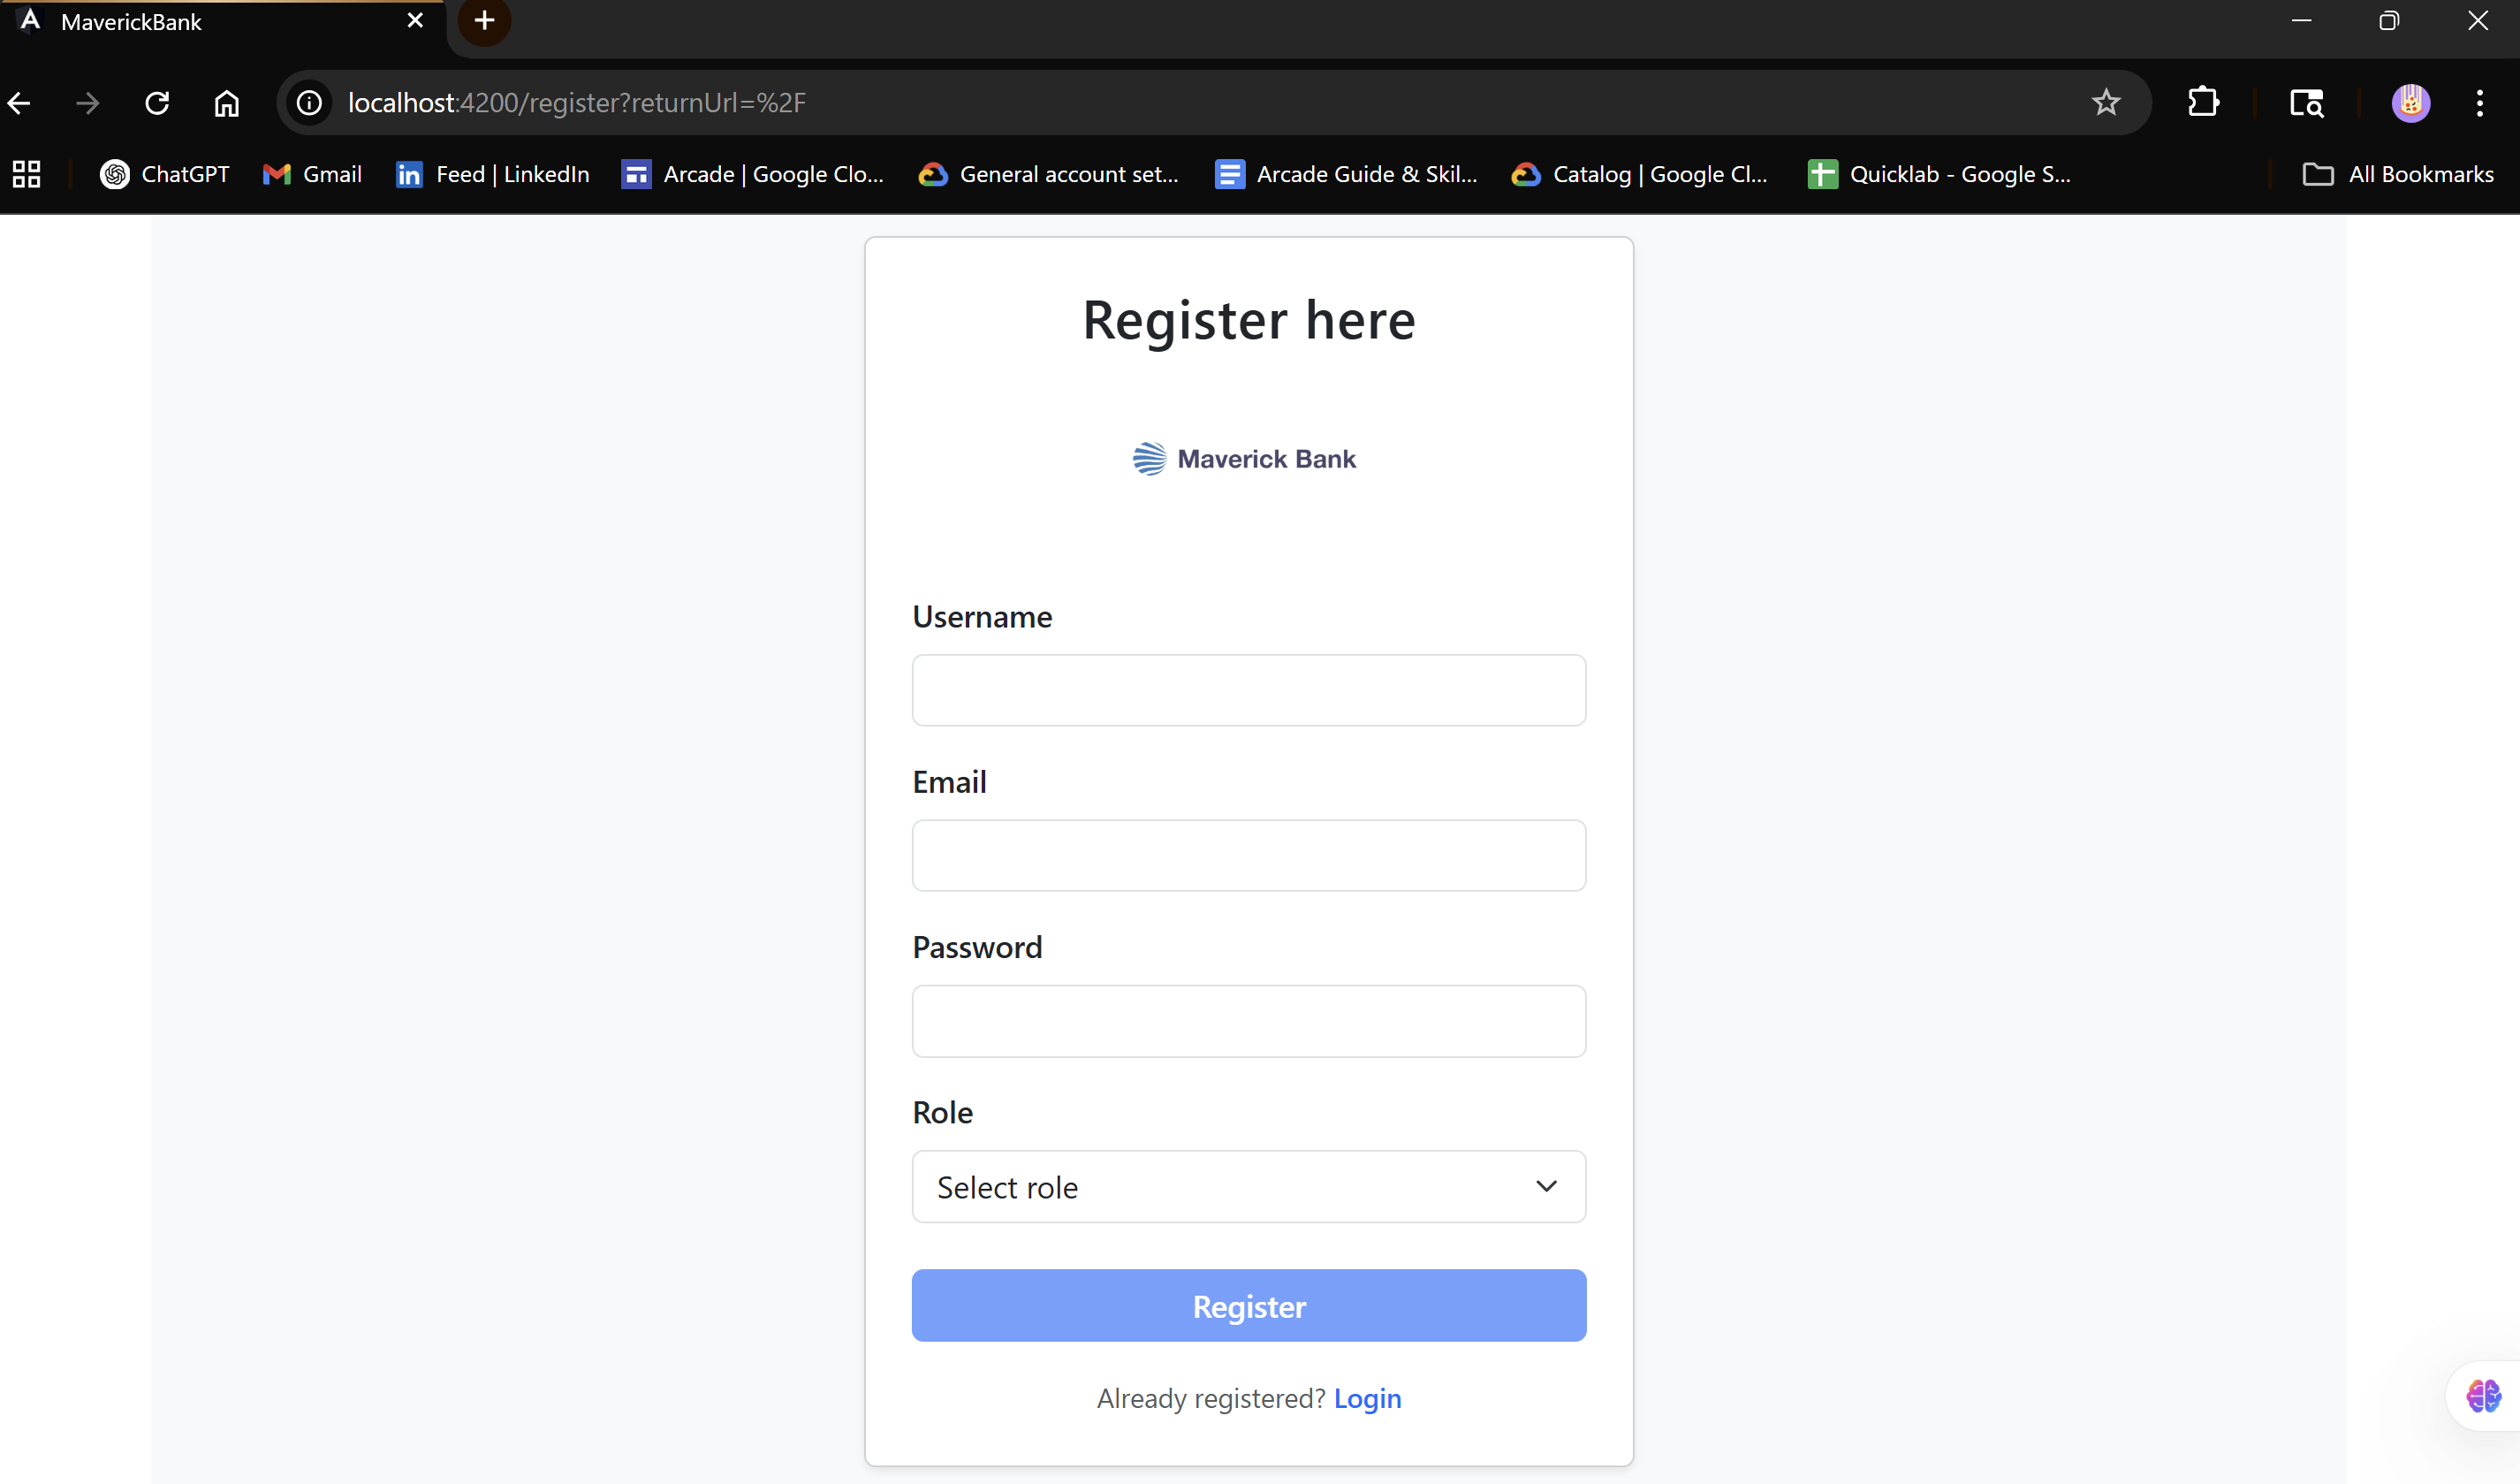 MaverickBank
localhost:4200/register?returnUrl=%2F
ChatGPT Gmail Feed | LinkedIn Arcade | Google Clo... General account set... Arcade Guide & Skil... Catalog | Google Cl... Quicklab - Google S... All Bookmarks
Register here
Maverick Bank
Username
Email
Password
Role
Select role
Register
Already registered? Login